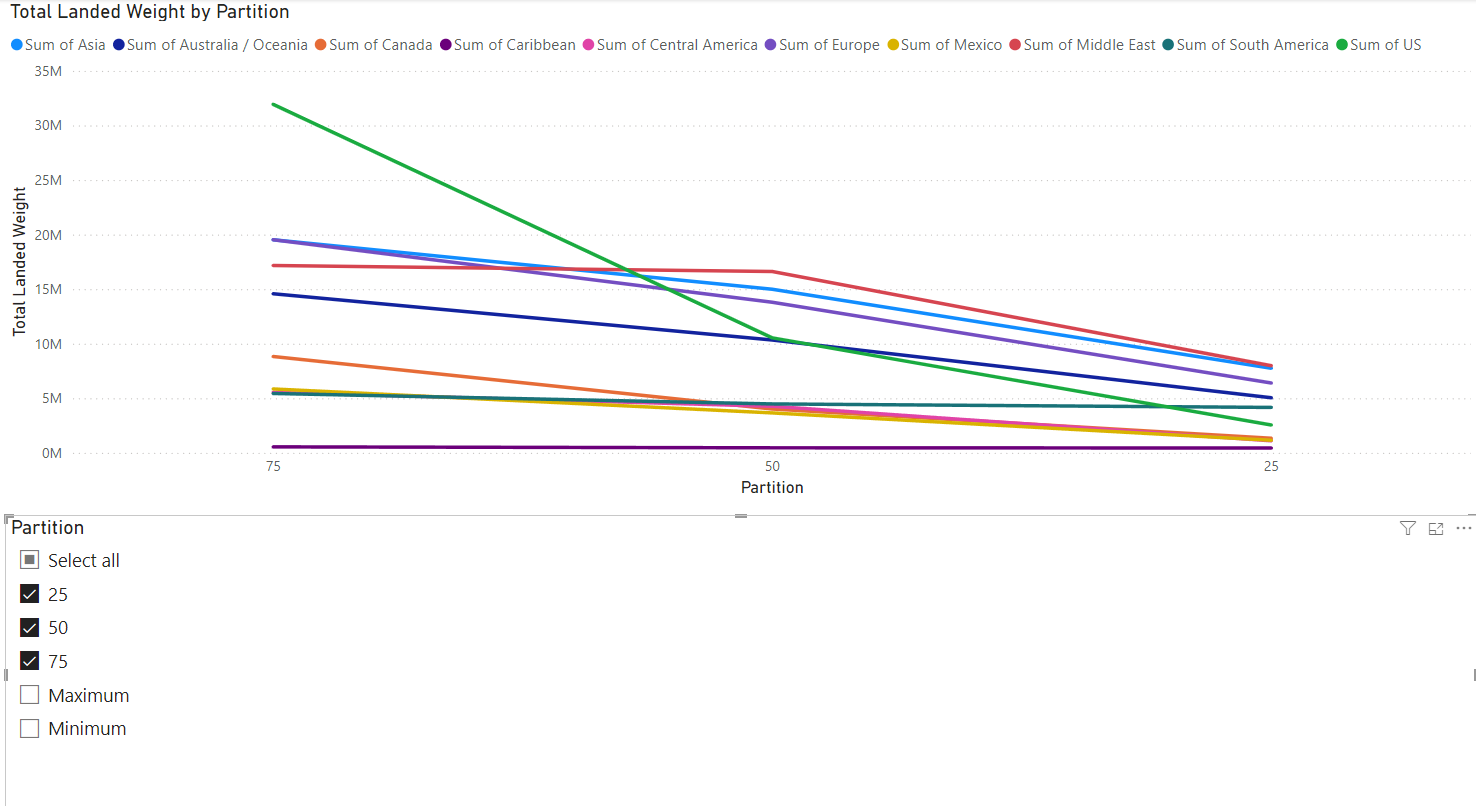 Total Landed Weight by Partition
Sum of Asia Sum of Australia / Oceania Sum of Canada Sum of Caribbean Sum of Central America Sum of Europe Sum of Mexico Sum of Middle East Sum of South America Sum of US
35M
30M
25M
20M
15M
10M
5M
0M
Total Landed Weight
75 50 25
Partition
Partition
Select all
25
50
75
Maximum
Minimum